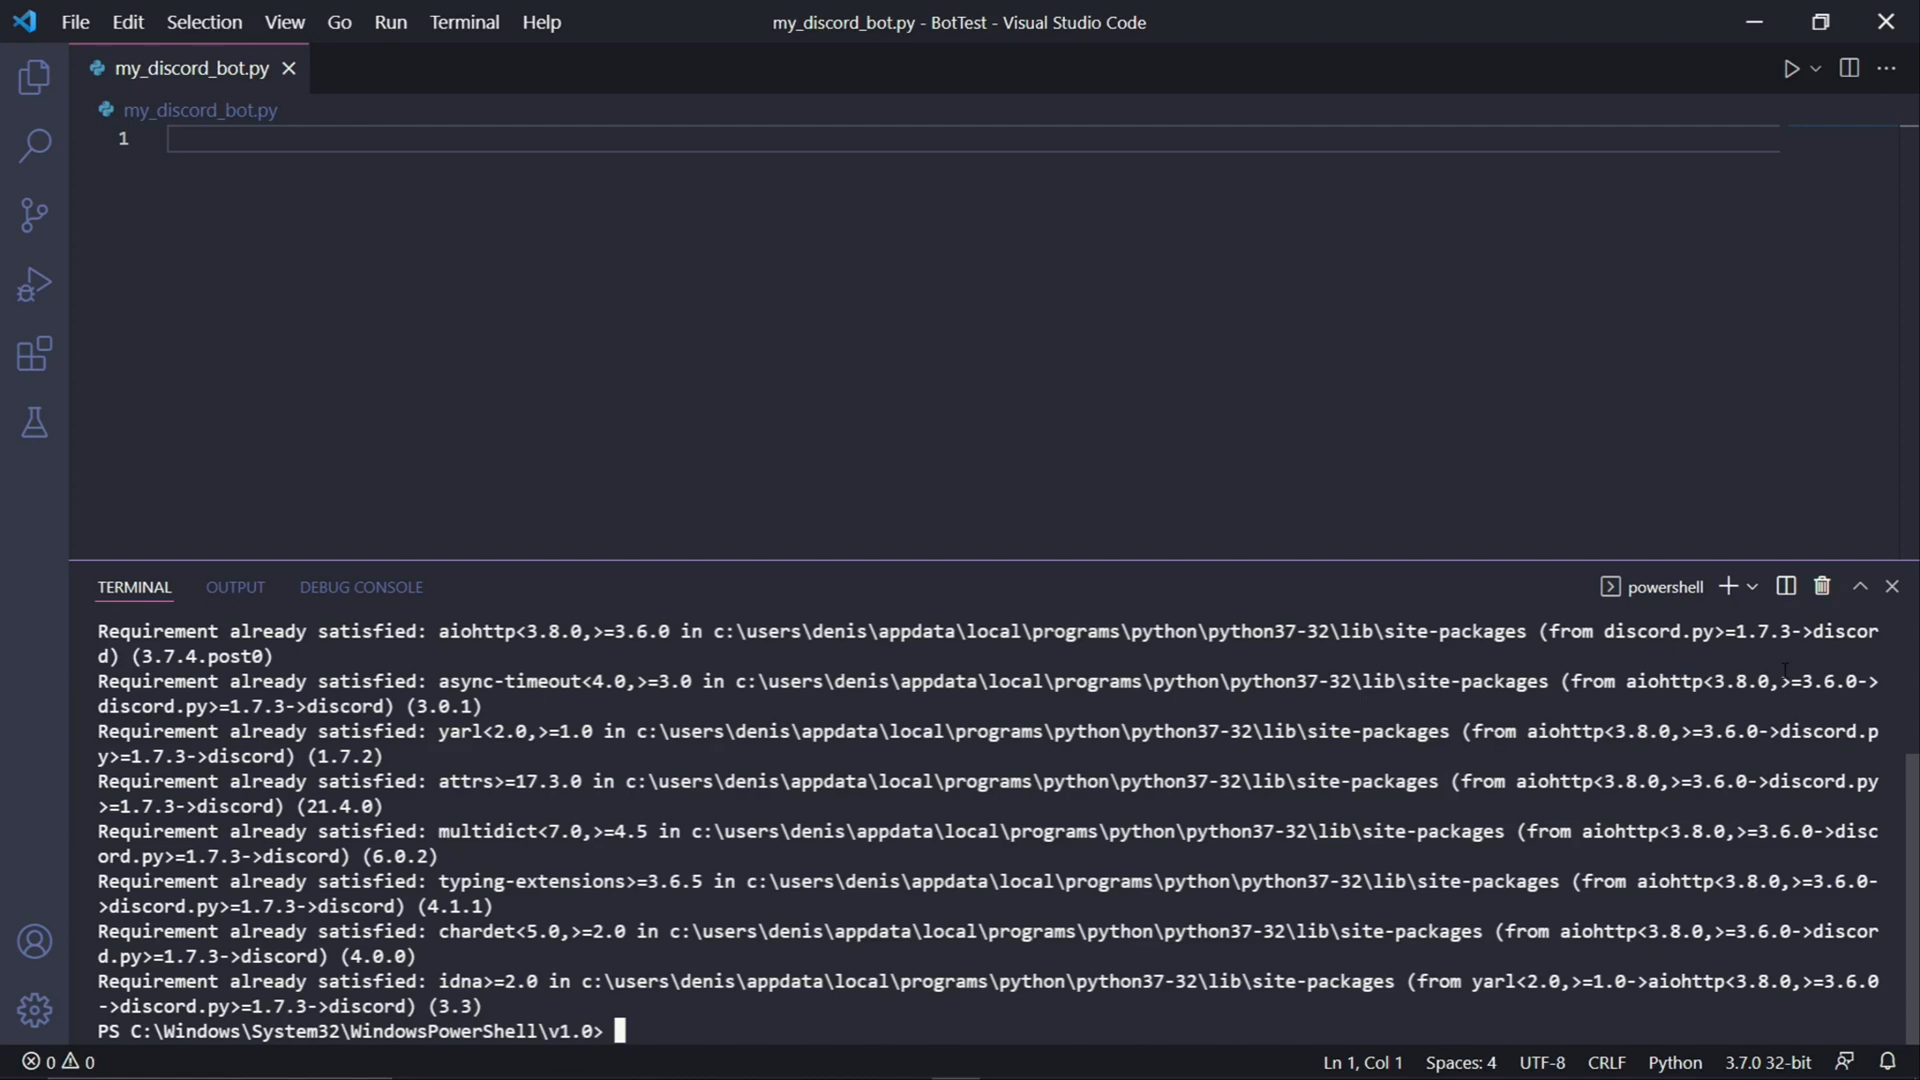 File Edit Selection View Go Run Terminal Help my_discord_bot.py - BotTest - Visual Studio Code
my_discord_bot.py
my_discord_bot.py
1
TERMINAL OUTPUT DEBUG CONSOLE powershell
Requirement already satisfied: aiohttp<3.8.0,>=3.6.0 in c:\users\denis\appdata\local\programs\python\python37-32\lib\site-packages (from discord.py>=1.7.3->discor
d) (3.7.4.post0)
Requirement already satisfied: async-timeout<4.0,>=3.0 in c:\users\denis\appdata\local\programs\python\python37-32\lib\site-packages (from aiohttp<3.8.0,>=3.6.0->
discord.py>=1.7.3->discord) (3.0.1)
Requirement already satisfied: yarl<2.0,>=1.0 in c:\users\denis\appdata\local\programs\python\python37-32\lib\site-packages (from aiohttp<3.8.0,>=3.6.0->discord.p
y>=1.7.3->discord) (1.7.2)
Requirement already satisfied: attrs>=17.3.0 in c:\users\denis\appdata\local\programs\python\python37-32\lib\site-packages (from aiohttp<3.8.0,>=3.6.0->discord.py
>=1.7.3->discord) (21.4.0)
Requirement already satisfied: multidict<7.0,>=4.5 in c:\users\denis\appdata\local\programs\python\python37-32\lib\site-packages (from aiohttp<3.8.0,>=3.6.0->disc
ord.py>=1.7.3->discord) (6.0.2)
Requirement already satisfied: typing-extensions>=3.6.5 in c:\users\denis\appdata\local\programs\python\python37-32\lib\site-packages (from aiohttp<3.8.0,>=3.6.0-
>discord.py>=1.7.3->discord) (4.1.1)
Requirement already satisfied: chardet<5.0,>=2.0 in c:\users\denis\appdata\local\programs\python\python37-32\lib\site-packages (from aiohttp<3.8.0,>=3.6.0->discor
d.py>=1.7.3->discord) (4.0.0)
Requirement already satisfied: idna>=2.0 in c:\users\denis\appdata\local\programs\python\python37-32\lib\site-packages (from yarl<2.0,>=1.0->aiohttp<3.8.0,>=3.6.0
->discord.py>=1.7.3->discord) (3.3)
PS C:\Windows\System32\WindowsPowerShell\v1.0>
0 0 Ln 1, Col 1 Spaces: 4 UTF-8 CRLF Python 3.7.0 32-bit